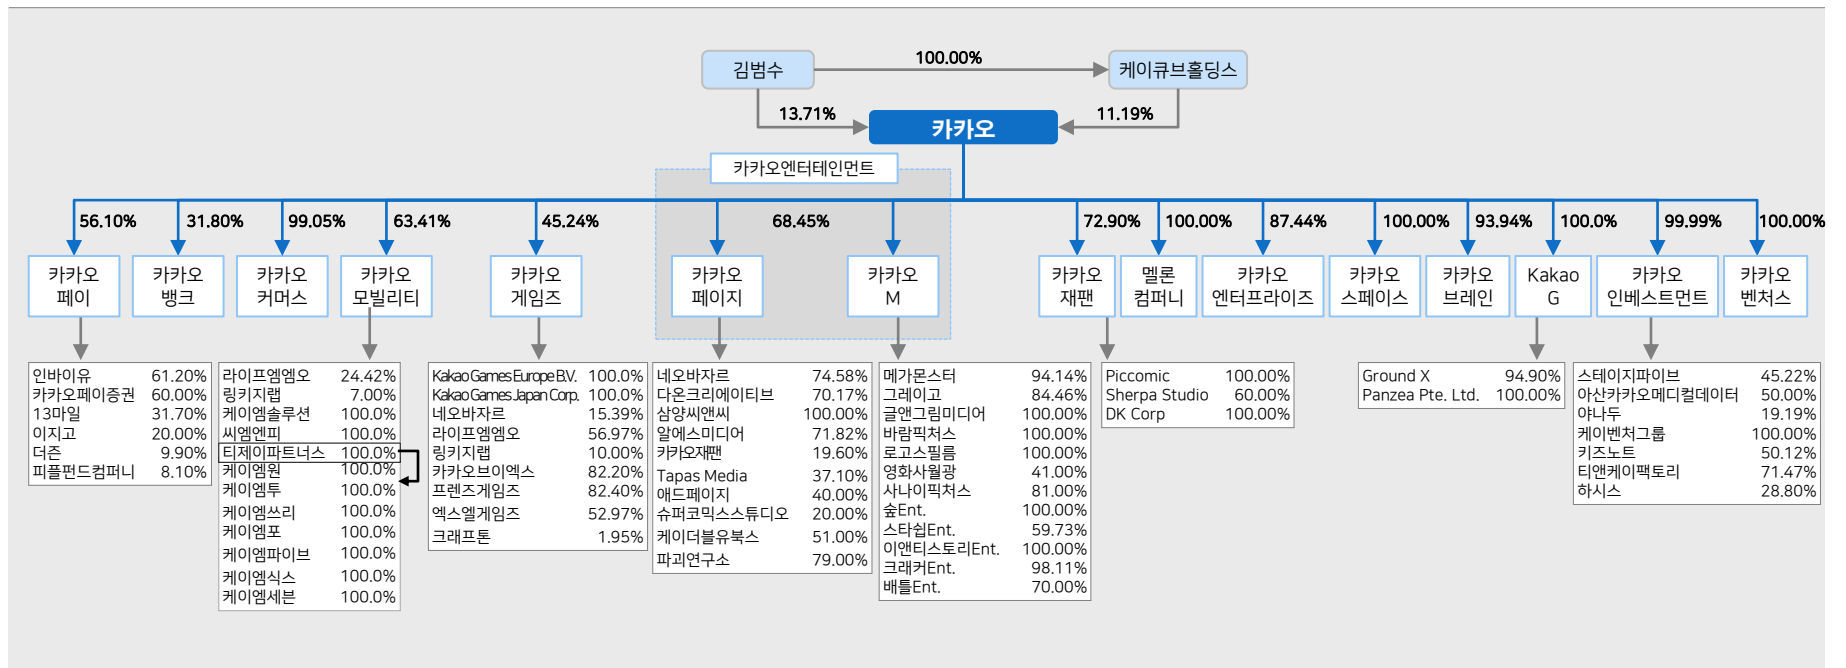 김범수
100.00%
케이큐브홀딩스
13.71%
11.19%
카카오
카카오엔터테인먼트
56.10%
31.80%
99.05%
63.41%
45.24%
68.45%
72.90%
100.00%
87.44%
100.00%
93.94%
100.0%
99.99%
100.00%
카카오
페이
카카오
뱅크
카카오
커머스
카카오
모빌리티
카카오
게임즈
카카오
페이지
카카오
M
카카오
재팬
멜론
컴퍼니
카카오
엔터프라이즈
카카오
스페이스
카카오
브레인
Kakao
G
카카오
인베스트먼트
카카오
벤처스
인바이유 61.20%
카카오페이증권 60.00%
13마일 31.70%
이지고 20.00%
더즌 9.90%
피플펀드컴퍼니 8.10%
라이프엠엠오 24.42%
링키지랩 7.00%
케이엠솔루션 100.0%
씨엠엔피 100.0%
티제이파트너스 100.0%
케이엠원 100.0%
케이엠투 100.0%
케이엠쓰리 100.0%
케이엠포 100.0%
케이엠파이브 100.0%
케이엠식스 100.0%
케이엠세븐 100.0%
Kakao Games Europe B.V. 100.0%
Kakao Games Japan Corp. 100.0%
네오바자르 15.39%
라이프엠엠오 56.97%
링키지랩 10.00%
카카오브이엑스 82.20%
프렌즈게임즈 82.40%
엑스엘게임즈 52.97%
크래프톤 1.95%
네오바자르 74.58%
다온크리에이티브 70.17%
삼양씨앤씨 100.00%
알에스미디어 71.82%
카카오재팬 19.60%
Tapas Media 37.10%
애드페이지 40.00%
슈퍼코믹스스튜디오 20.00%
케이더블유북스 51.00%
파괴연구소 79.00%
메가몬스터 94.14%
그레이고 84.46%
글앤그림미디어 100.00%
바람픽처스 100.00%
로고스필름 100.00%
영화사월광 41.00%
사나이픽처스 81.00%
숲Ent. 100.00%
스타쉽Ent. 59.73%
이앤티스토리Ent. 100.00%
크래커Ent. 98.11%
배틀Ent. 70.00%
Piccomic 100.00%
Sherpa Studio 60.00%
DK Corp 100.00%
Ground X 94.90%
Panzea Pte. Ltd. 100.00%
스테이지파이브 45.22%
아산카카오메디컬데이터 50.00%
야나두 19.19%
케이벤처그룹 100.00%
키즈노트 50.12%
티앤케이팩토리 71.47%
하시스 28.80%